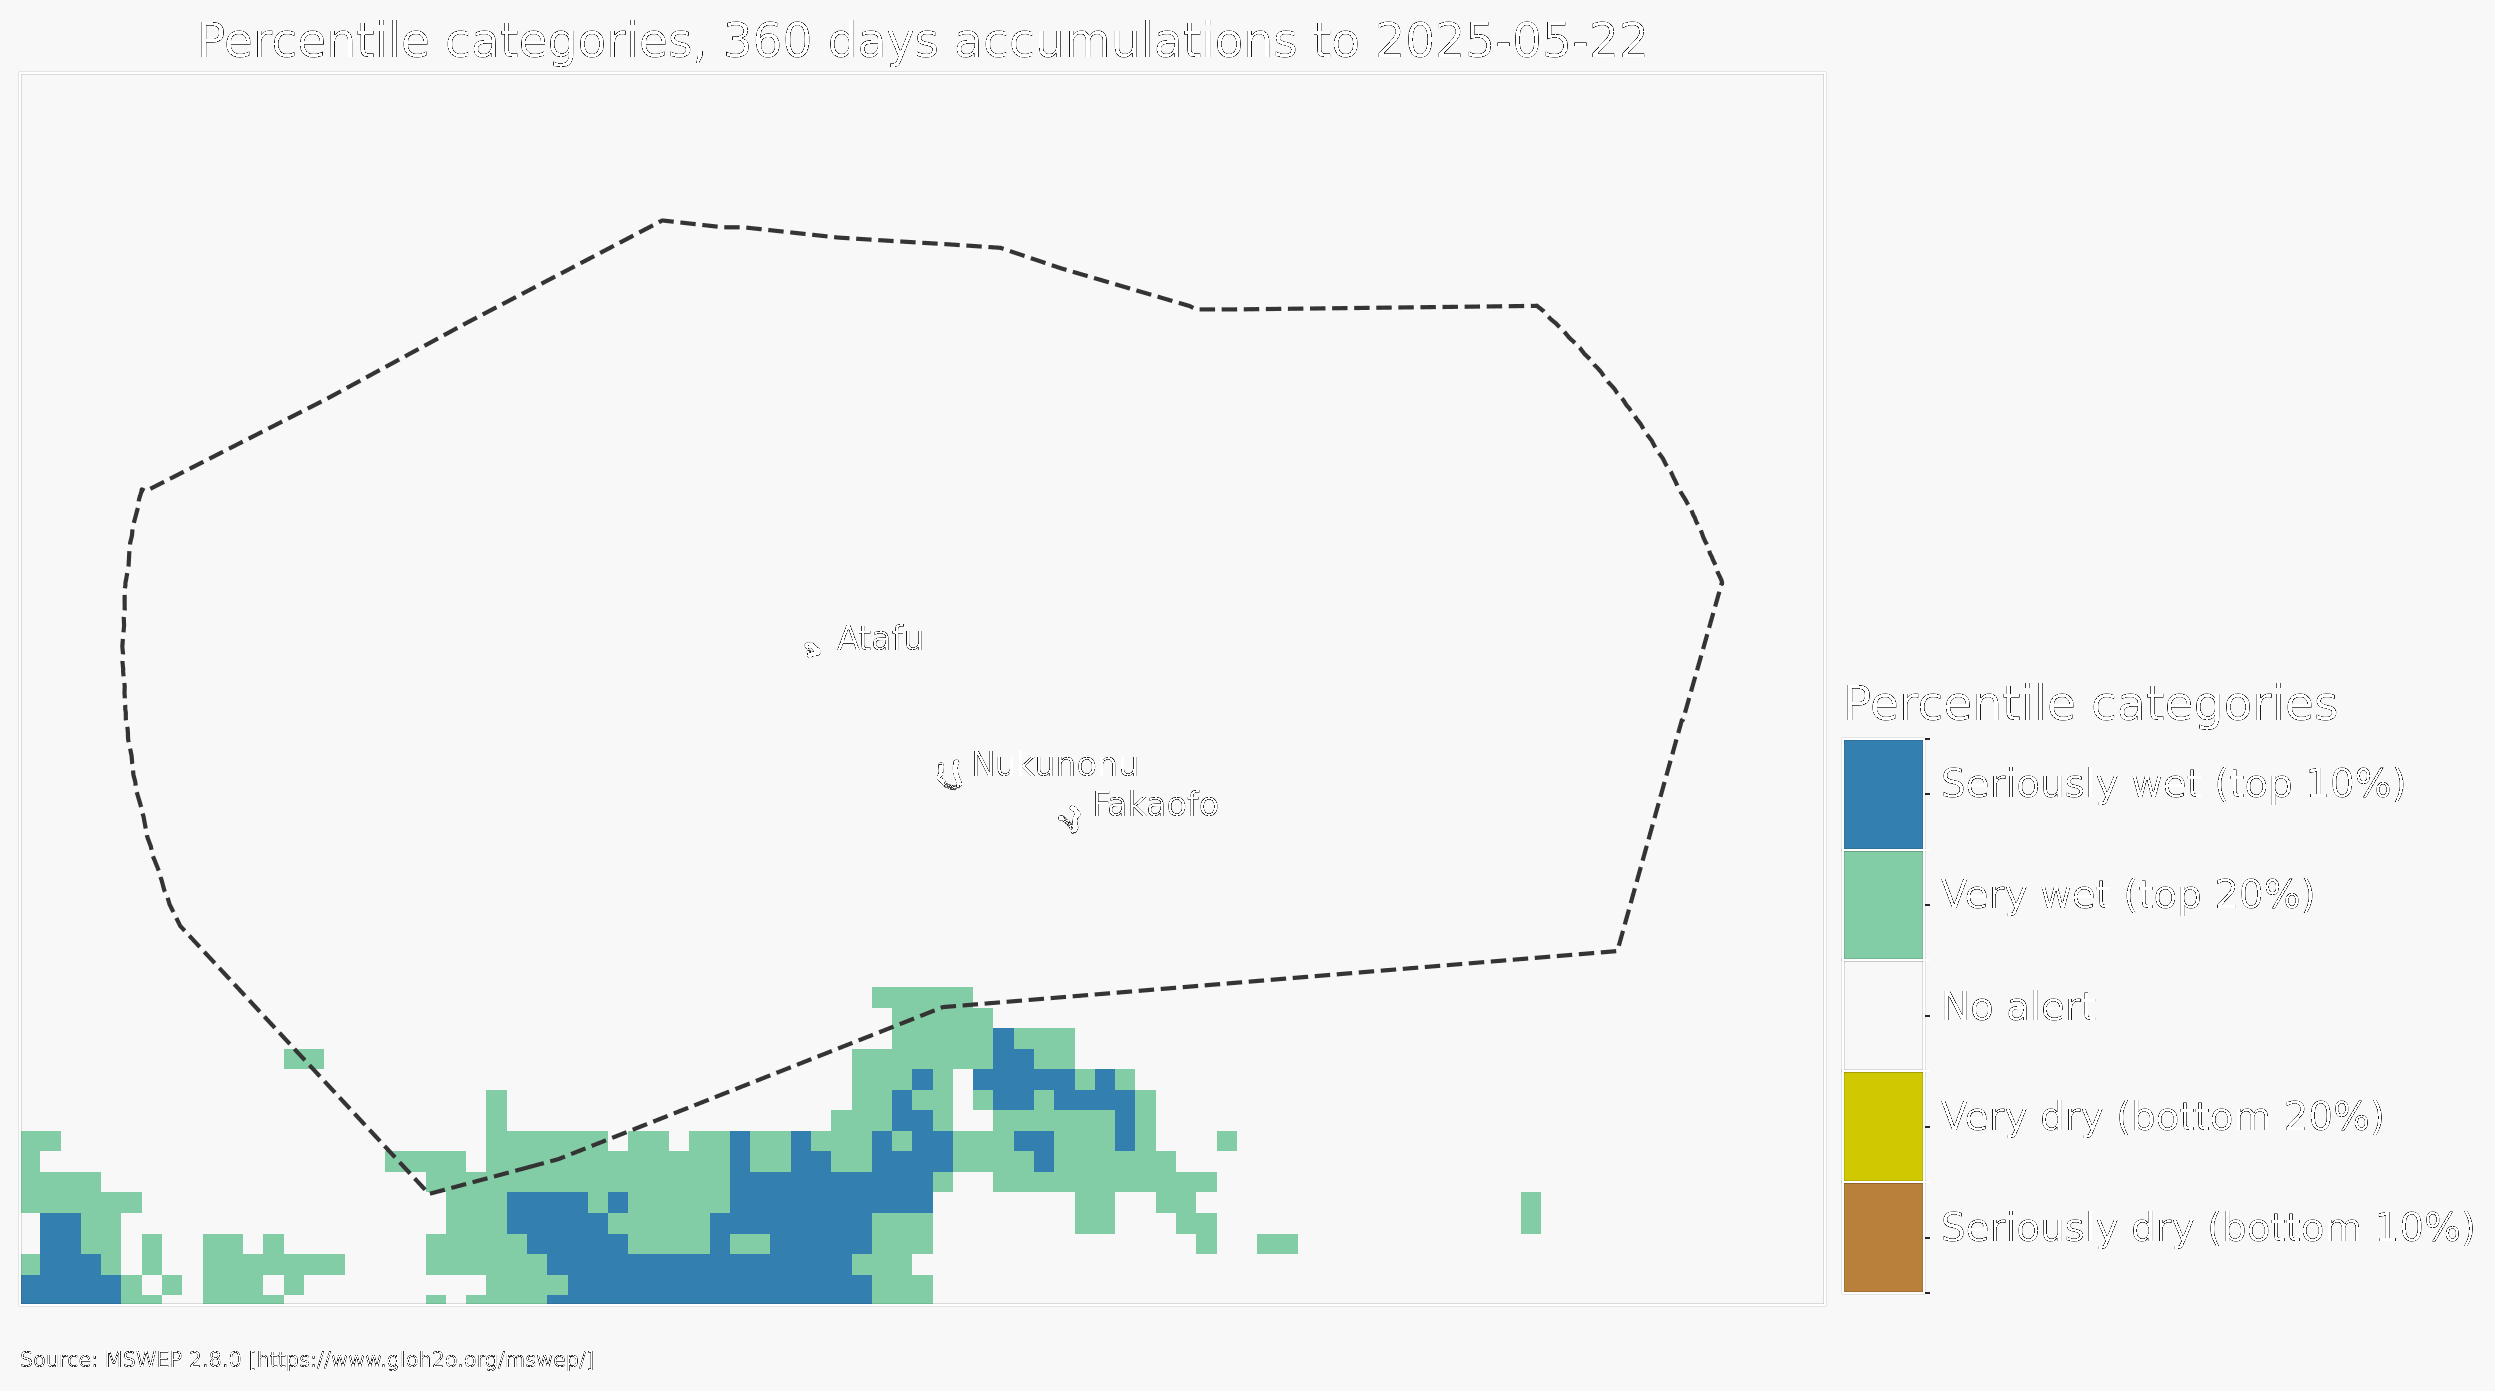 Percentile categories, 360 days accumulations to 2025-05-22
Atafu
Nukunonu
Fakaofo
Percentile categories
Seriously wet (top 10%)
Very wet (top 20%)
No alert
Very dry (bottom 20%)
Seriously dry (bottom 10%)
Source: MSWEP 2.8.0 [https://www.gloh2o.org/mswep/]